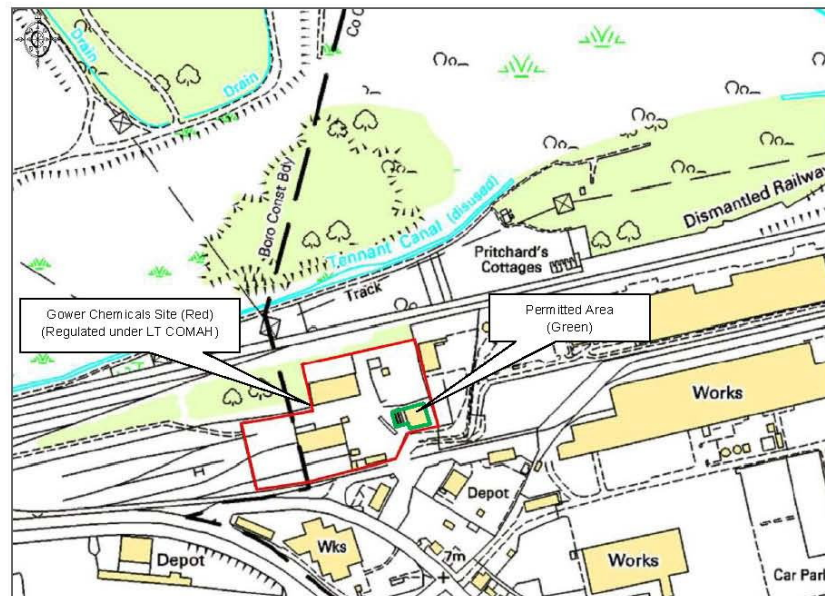 Co C
Drain
Drain
Boro Const Bdy
Tennant Canal (disused)
Dismantled Railway
Pritchard's
Cottages
Track
Gower Chemicals Site (Red)
(Regulated under LT COMAH)
Permitted Area
(Green)
Works
H
Depot
Wks
7m
Works
Depot
Car Park